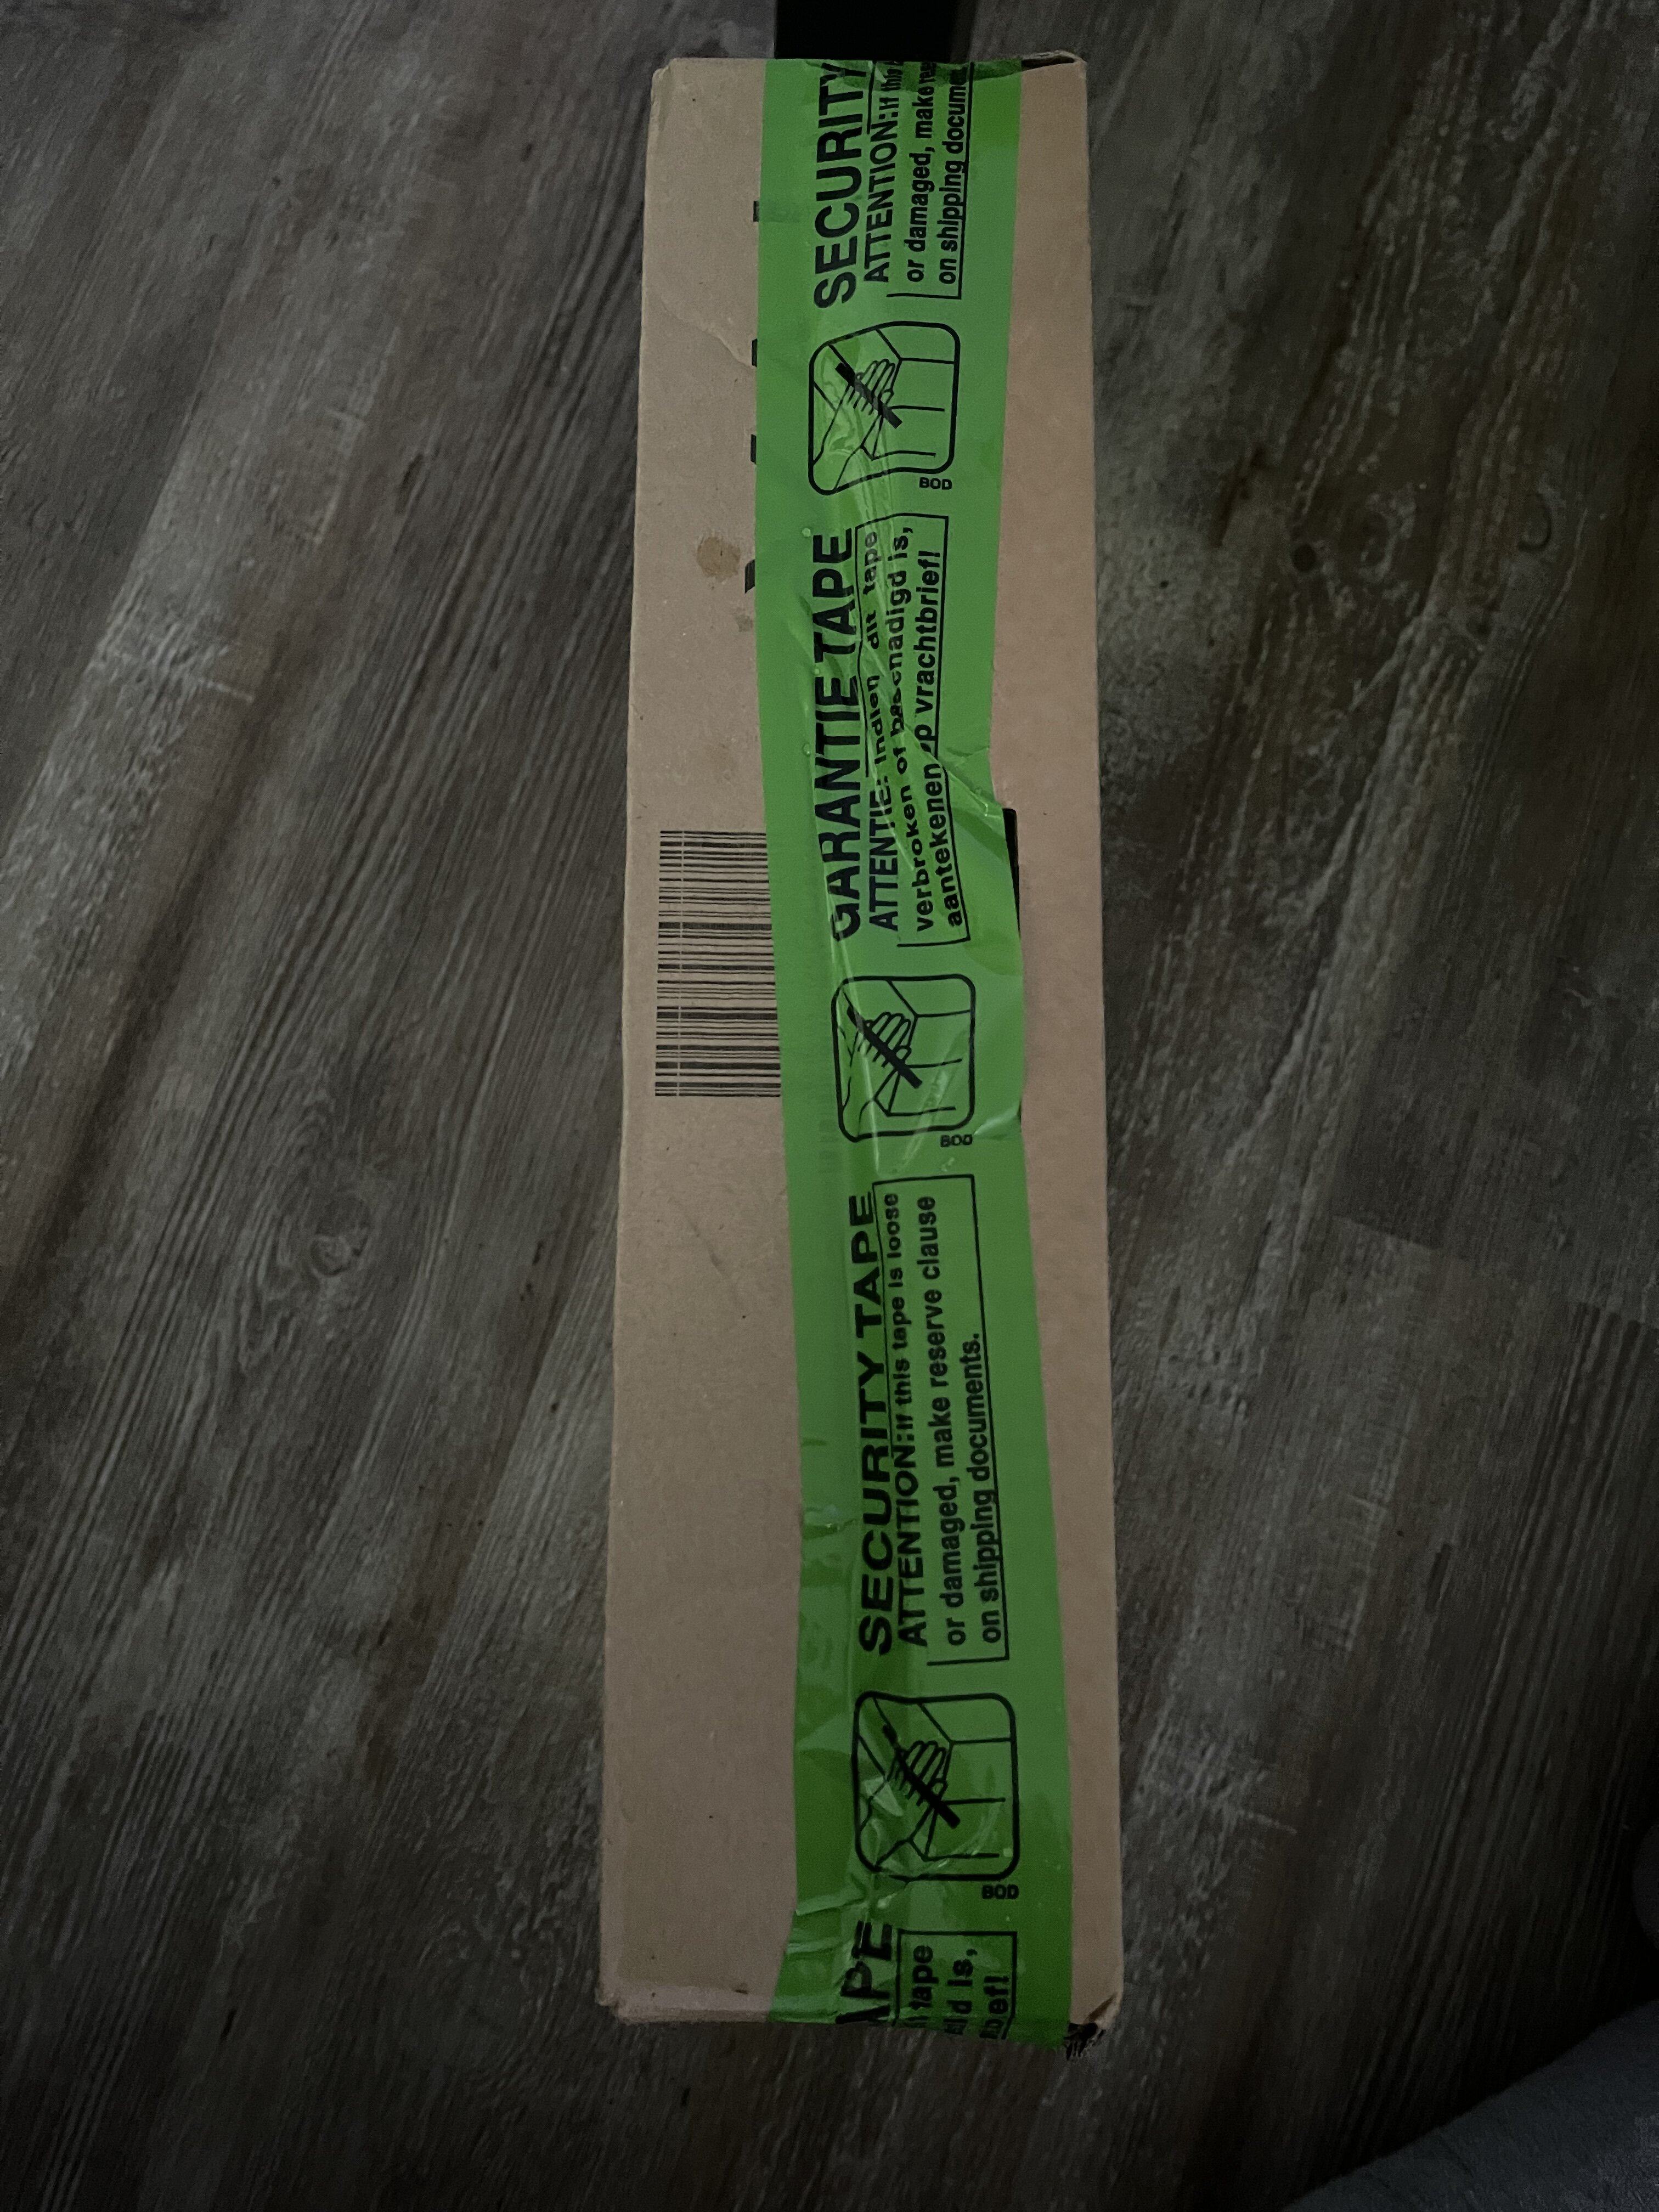 SECURITY
ATTENTION: If this
or damaged, make
on shipping
BOD
GARANTIE TAPE
ATTENTIE: Indien dit tape
verbroken of beschadigd is,
aantekenen op vrachtbrief!
BOD
SECURITY TAPE
ATTENTION: If this tape is loose
or damaged, make reserve clause
on shipping documents.
BOD
APE
tape
d is,
ef!